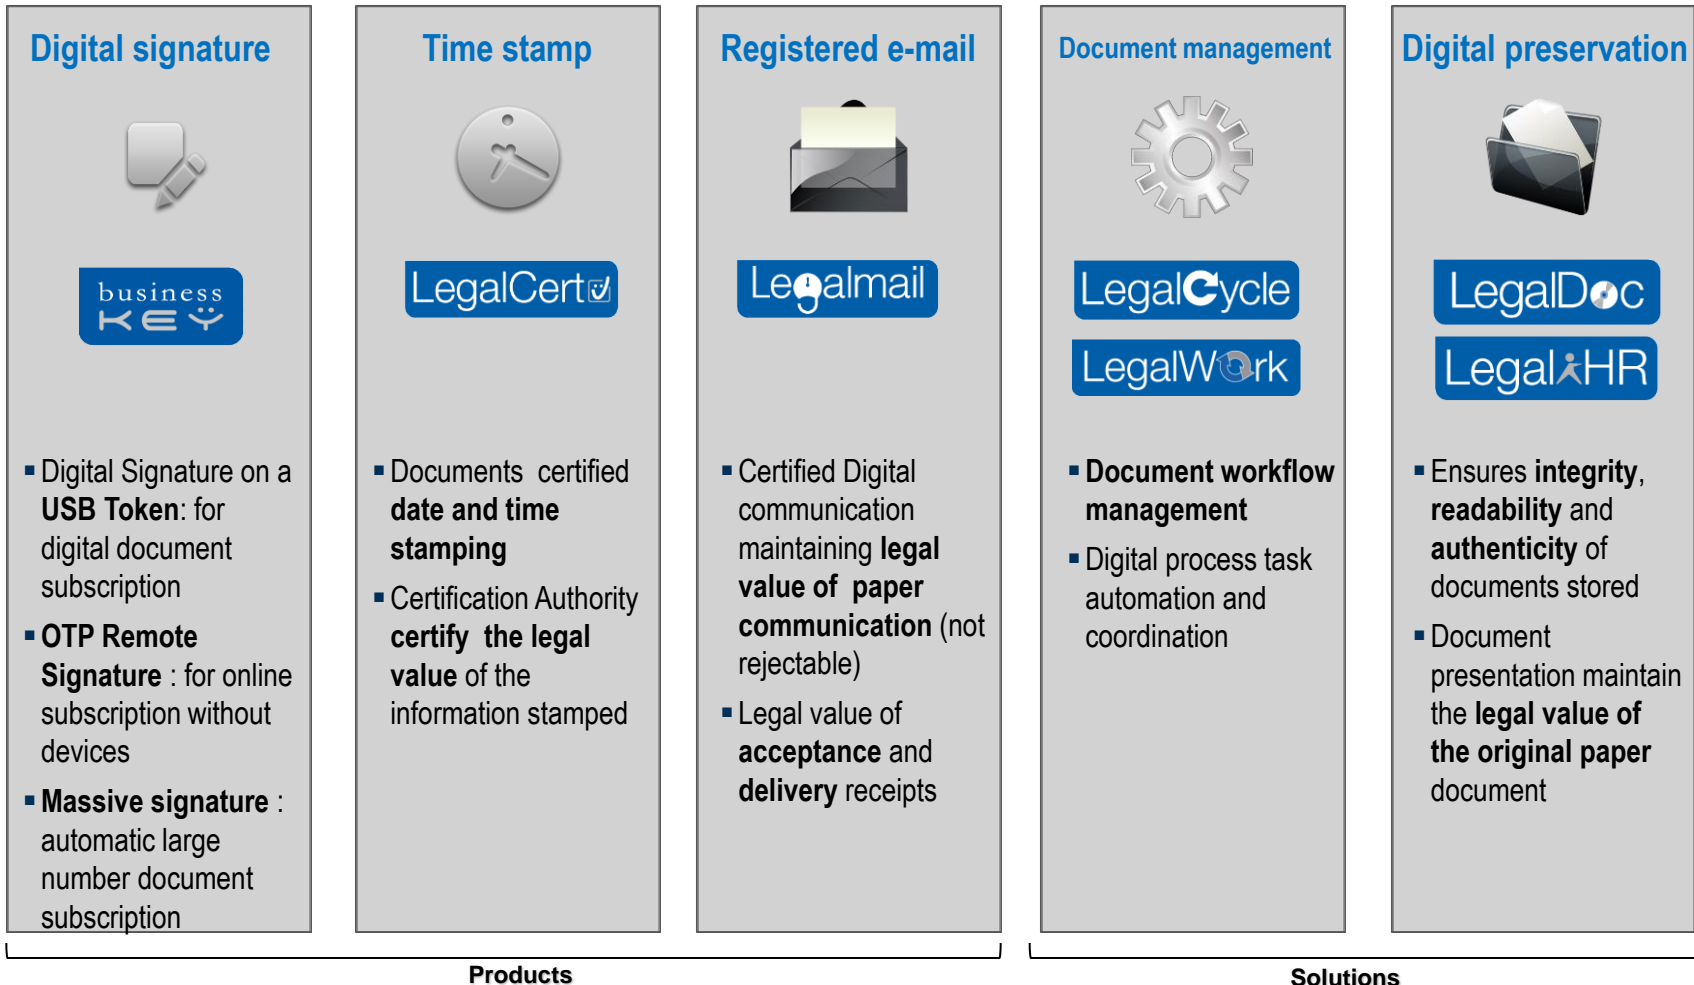 Digital signature
business
KEY
▪ Digital Signature on a
USB Token: for
digital document
subscription
▪ OTP Remote
Signature : for online
subscription without
devices
▪ Massive signature :
automatic large
number document
subscription
Time stamp
LegalCert
▪ Documents  certified
date and time
stamping
▪ Certification Authority
certify  the legal
value of the
information stamped
Registered e-mail
Legalmail
▪ Certified Digital
communication
maintaining legal
value of  paper
communication (not
rejectable)
▪ Legal value of
acceptance and
delivery receipts
Document management
LegalCycle
LegalWork
▪ Document workflow
management
▪ Digital process task
automation and
coordination
Digital preservation
LegalDoc
LegalHR
▪ Ensures integrity,
readability and
authenticity of
documents stored
▪ Document
presentation maintain
the legal value of
the original paper
document
Products
Solutions